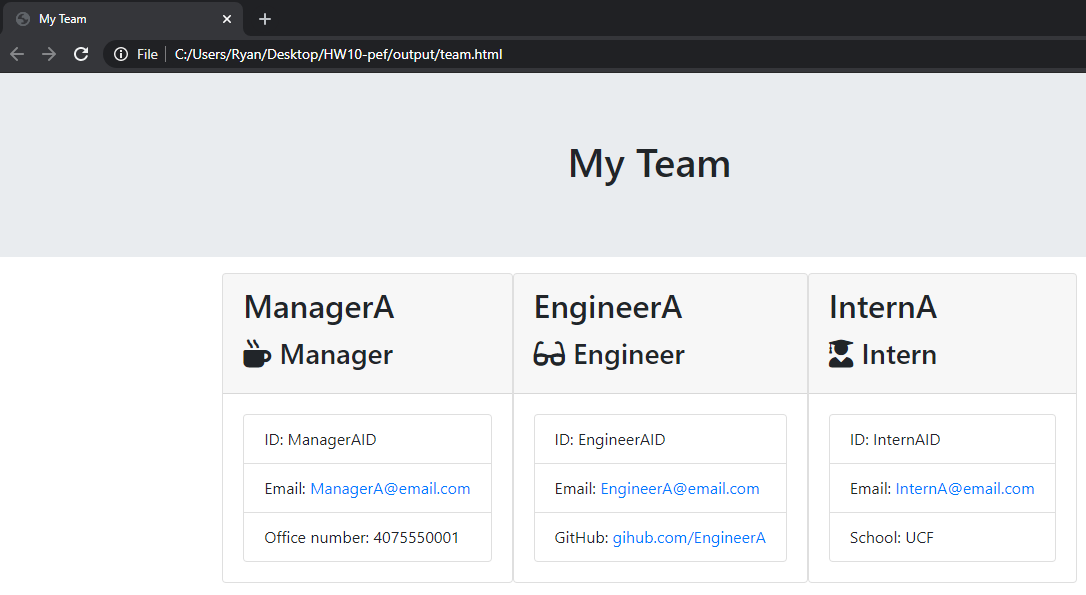 My Team
File C:/Users/Ryan/Desktop/HW10-pef/output/team.html
My Team
ManagerA
Manager
ID: ManagerAID
Email: ManagerA@email.com
Office number: 4075550001
EngineerA
Engineer
ID: EngineerAID
Email: EngineerA@email.com
GitHub: gihub.com/EngineerA
InternA
Intern
ID: InternAID
Email: InternA@email.com
School: UCF